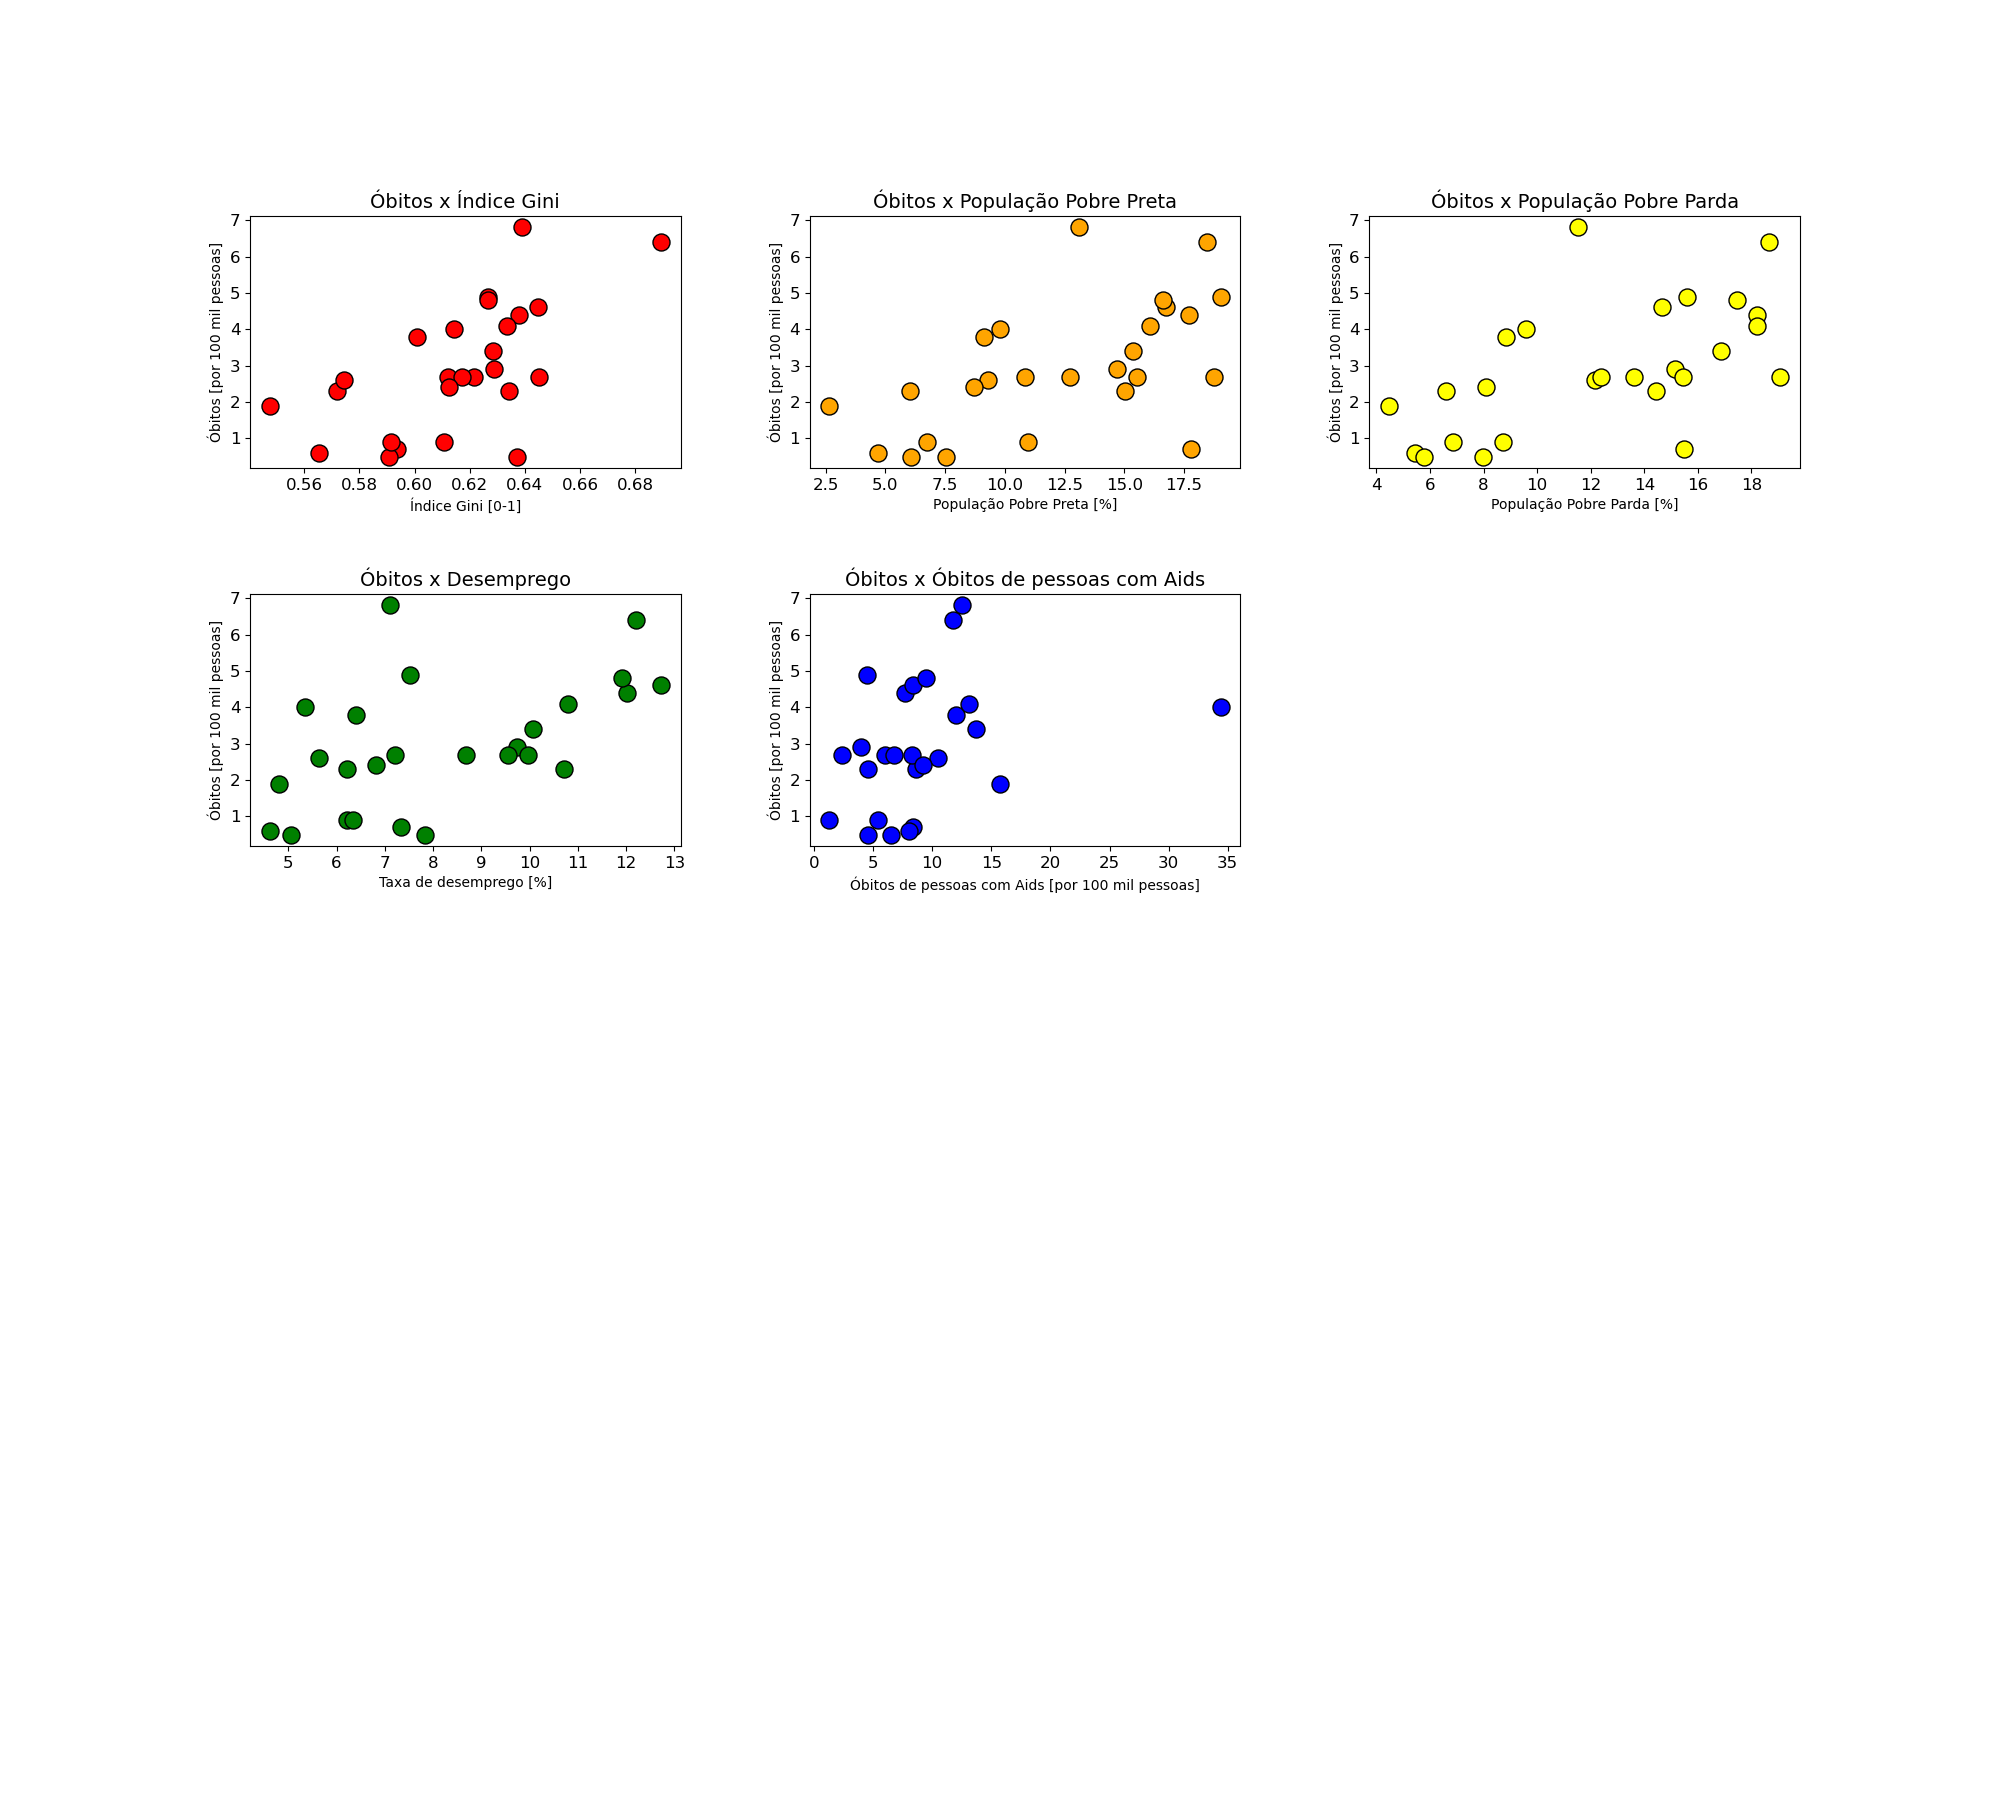 Óbitos x Índice Gini
Óbitos [por 100 mil pessoas]
7
6
5
4
3
2
1
0.56 0.58 0.60 0.62 0.64 0.66 0.68
Índice Gini [0-1]
Óbitos x População Pobre Preta
Óbitos [por 100 mil pessoas]
7
6
5
4
3
2
1
2.5 5.0 7.5 10.0 12.5 15.0 17.5
População Pobre Preta [%]
Óbitos x População Pobre Parda
Óbitos [por 100 mil pessoas]
7
6
5
4
3
2
1
4 6 8 10 12 14 16 18
População Pobre Parda [%]
Óbitos x Desemprego
Óbitos [por 100 mil pessoas]
7
6
5
4
3
2
1
5 6 7 8 9 10 11 12 13
Taxa de desemprego [%]
Óbitos x Óbitos de pessoas com Aids
Óbitos [por 100 mil pessoas]
7
6
5
4
3
2
1
0 5 10 15 20 25 30 35
Óbitos de pessoas com Aids [por 100 mil pessoas]